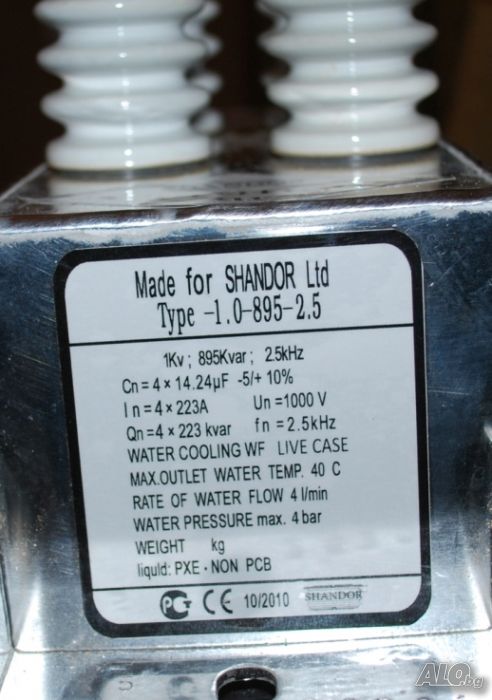 Made for SHANDOR Ltd
Type -1.0-895-2.5
1Kv ; 895Kvar ; 2.5kHz
Cn = 4 × 14.24µF -5/+ 10%
In = 4 × 223A Un = 1000 V
Qn = 4 × 223 kvar fn = 2.5kHz
WATER COOLING WF LIVE CASE
MAX.OUTLET WATER TEMP. 40 C
RATE OF WATER FLOW 4 l/min
WATER PRESSURE max. 4 bar
WEIGHT kg
liquid: PXE - NON PCB
РСТ CE 10/2010 SHANDOR
ALO.bg